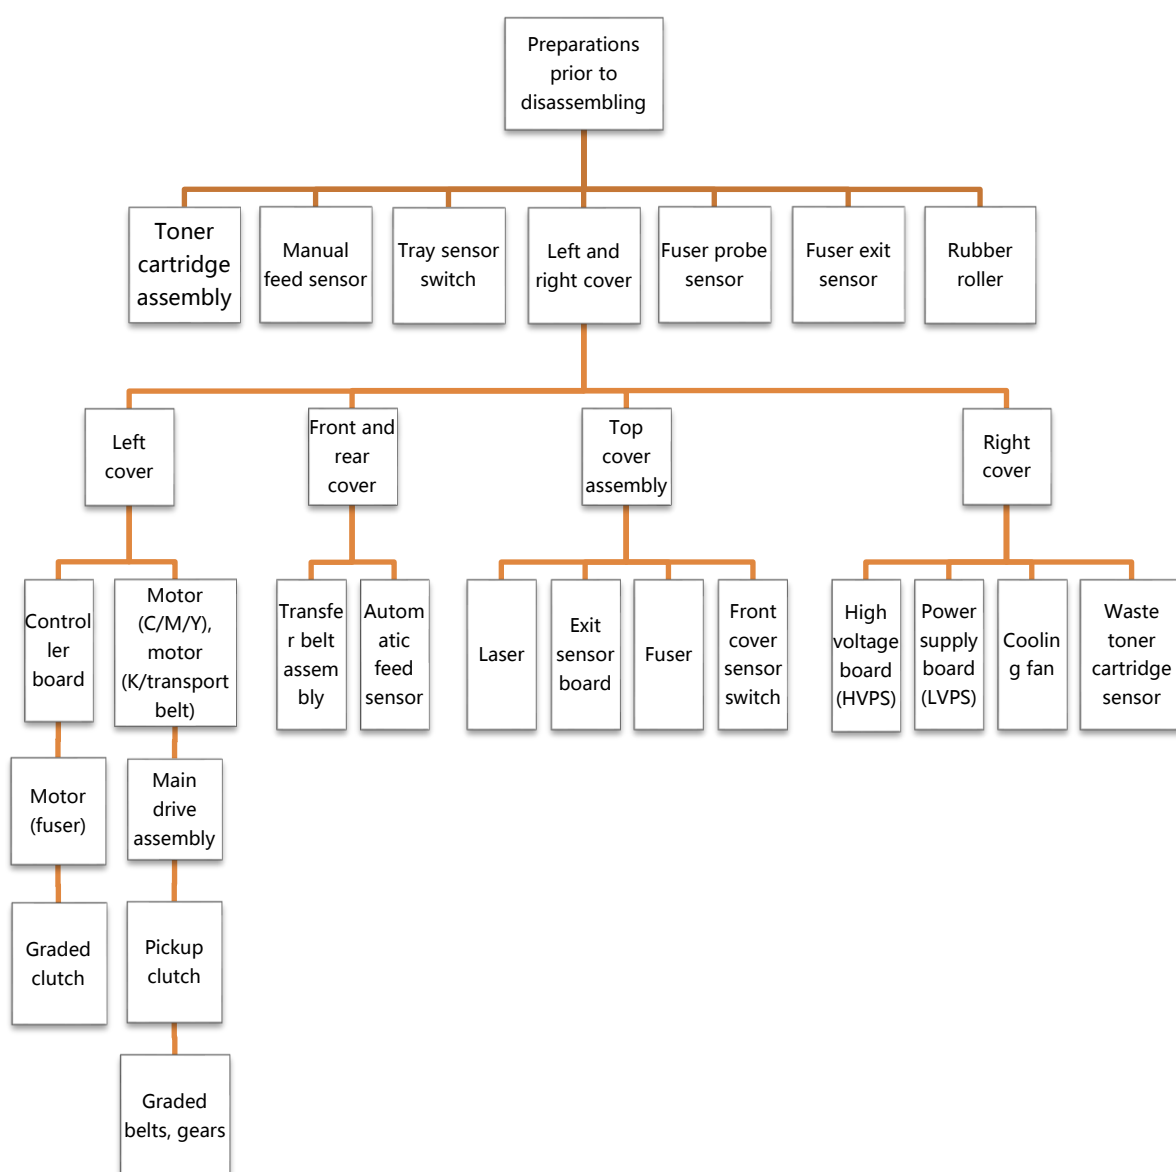 Preparations
prior to
disassembling
Toner
cartridge
assembly
Manual
feed sensor
Tray sensor
switch
Left and
right cover
Fuser probe
sensor
Fuser exit
sensor
Rubber
roller
Left
cover
Front and
rear
cover
Top
cover
assembly
Right
cover
Control
ler
board
Motor
(C/M/Y),
motor
(K/transport
belt)
Transfe
r belt
assem
bly
Autom
atic
feed
sensor
Laser
Exit
sensor
board
Fuser
Front
cover
sensor
switch
High
voltage
board
(HVPS)
Power
supply
board
(LVPS)
Coolin
g fan
Waste
toner
cartridge
sensor
Motor
(fuser)
Main
drive
assembly
Graded
clutch
Pickup
clutch
Graded
belts, gears